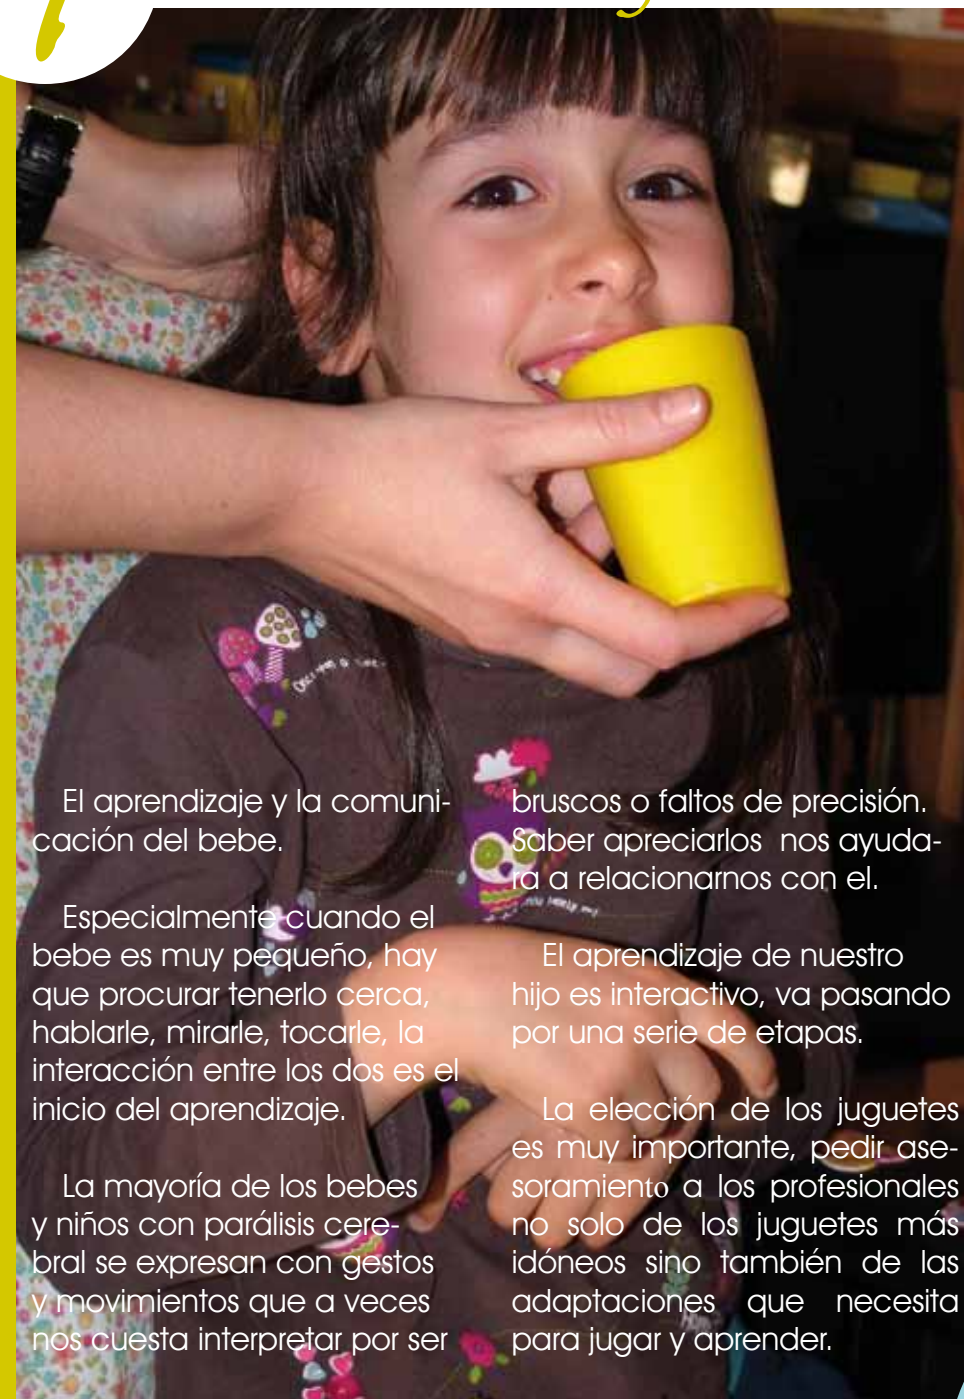 El aprendizaje y la comuni-
cación del bebe.
Especialmente cuando el
bebe es muy pequeño, hay
que procurar tenerlo cerca,
hablarle, mirarle, tocarle, la
interacción entre los dos es el
inicio del aprendizaje.
La mayoría de los bebes
y niños con parálisis cere-
bral se expresan con gestos
y movimientos que a veces
nos cuesta interpretar por ser
bruscos o faltos de precisión.
Saber apreciarlos nos ayuda-
ra a relacionarnos con el.
El aprendizaje de nuestro
hijo es interactivo, va pasando
por una serie de etapas.
La elección de los juguetes
es muy importante, pedir ase-
soramiento a los profesionales
no solo de los juguetes más
idóneos sino también de las
adaptaciones que necesita
para jugar y aprender.